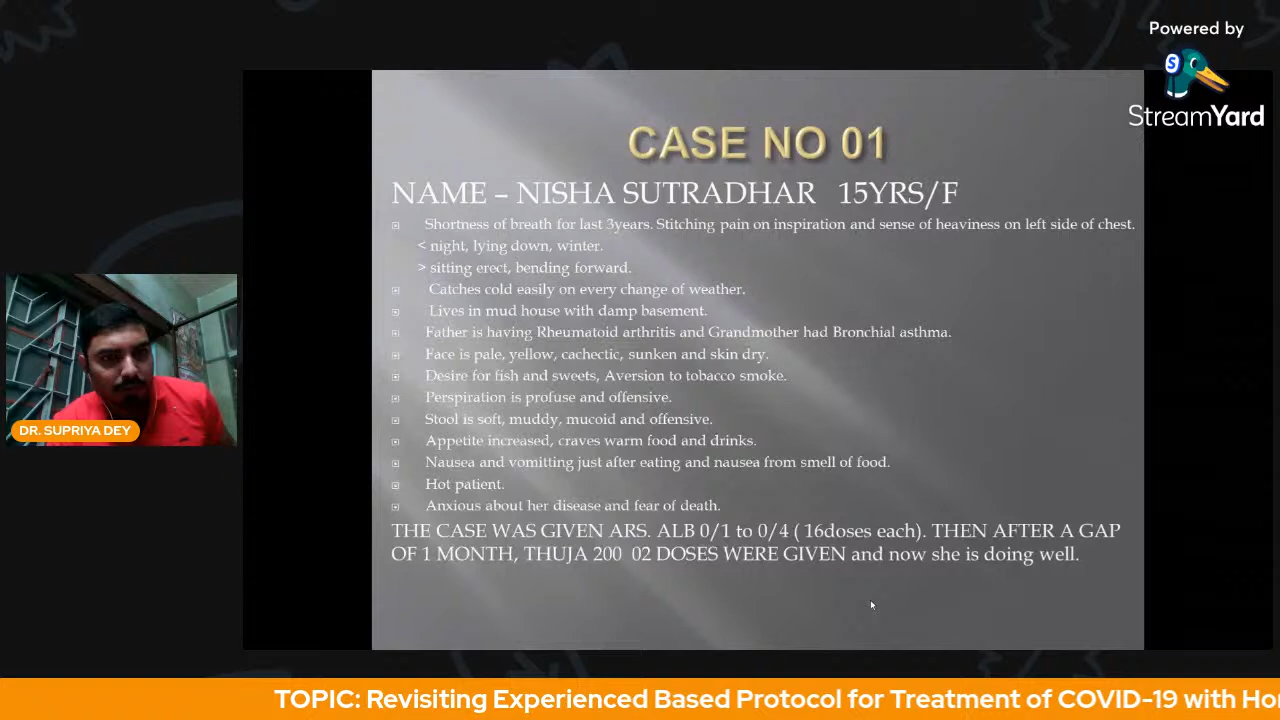 Powered by
StreamYard
CASE NO 01
NAME – NISHA SUTRADHAR 15YRS/F
Shortness of breath for last 3years. Stitching pain on inspiration and sense of heaviness on left side of chest.
< night, lying down, winter.
> sitting erect, bending forward.
Catches cold easily on every change of weather.
Lives in mud house with damp basement.
Father is having Rheumatoid arthritis and Grandmother had Bronchial asthma.
Face is pale, yellow, cachectic, sunken and skin dry.
Desire for fish and sweets, Aversion to tobacco smoke.
Perspiration is profuse and offensive.
Stool is soft, muddy, mucoid and offensive.
Appetite increased, craves warm food and drinks.
Nausea and vomitting just after eating and nausea from smell of food.
Hot patient.
Anxious about her disease and fear of death.
THE CASE WAS GIVEN ARS. ALB 0/1 to 0/4 ( 16doses each). THEN AFTER A GAP
OF 1 MONTH, THUJA 200 02 DOSES WERE GIVEN and now she is doing well.
DR. SUPRIYA DEY
TOPIC: Revisiting Experienced Based Protocol for Treatment of COVID-19 with